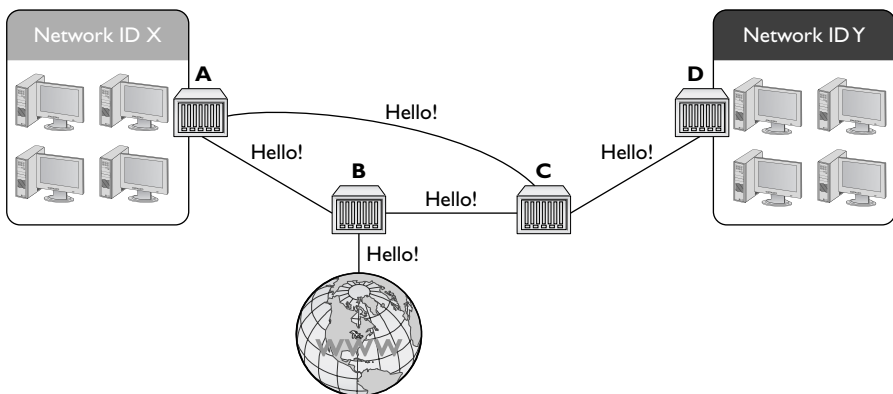 Network ID X
Network ID Y
A
D
Hello!
Hello!
Hello!
B
C
Hello!
Hello!
WWW